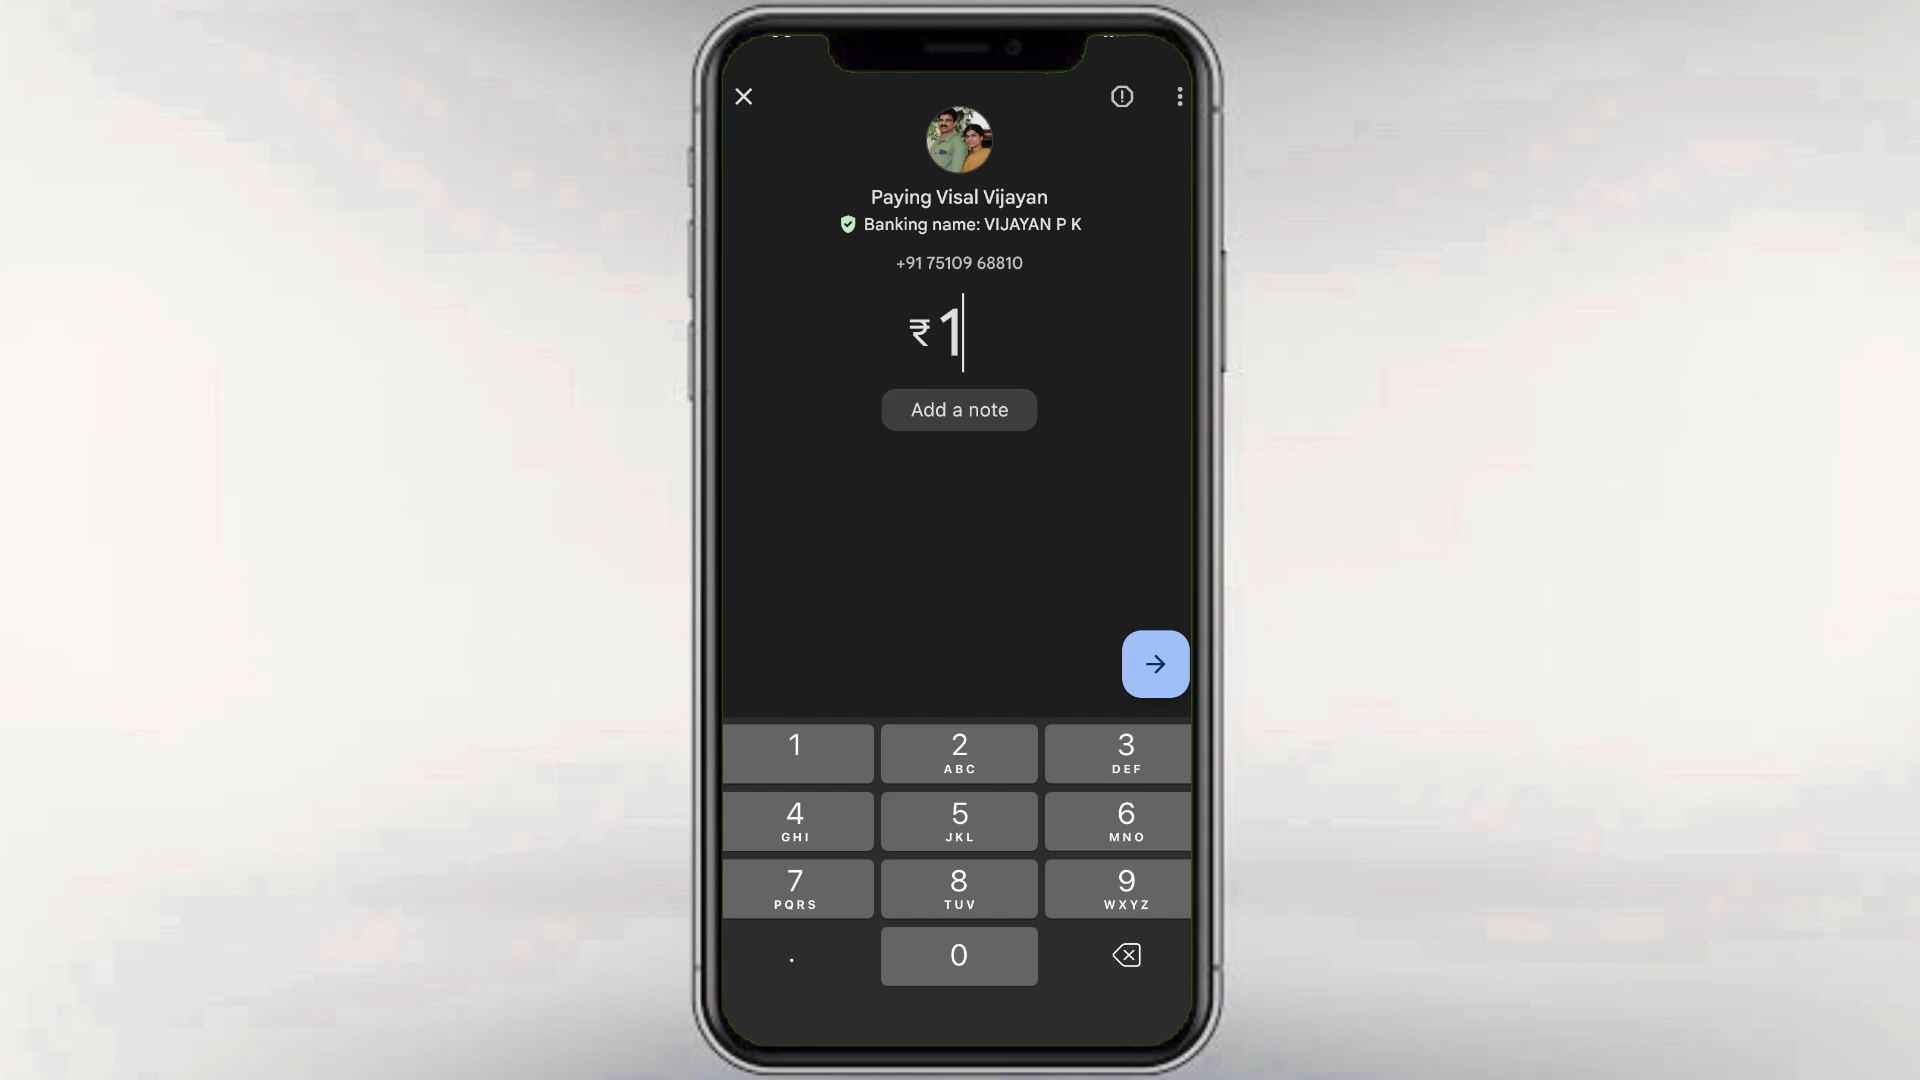 Paying Visal Vijayan
Banking name: VIJAYAN P K
+91 75109 68810
₹1
Add a note
1
2
ABC
3
DEF
4
GHI
5
JKL
6
MNO
7
PQRS
8
TUV
9
WXYZ
.
0